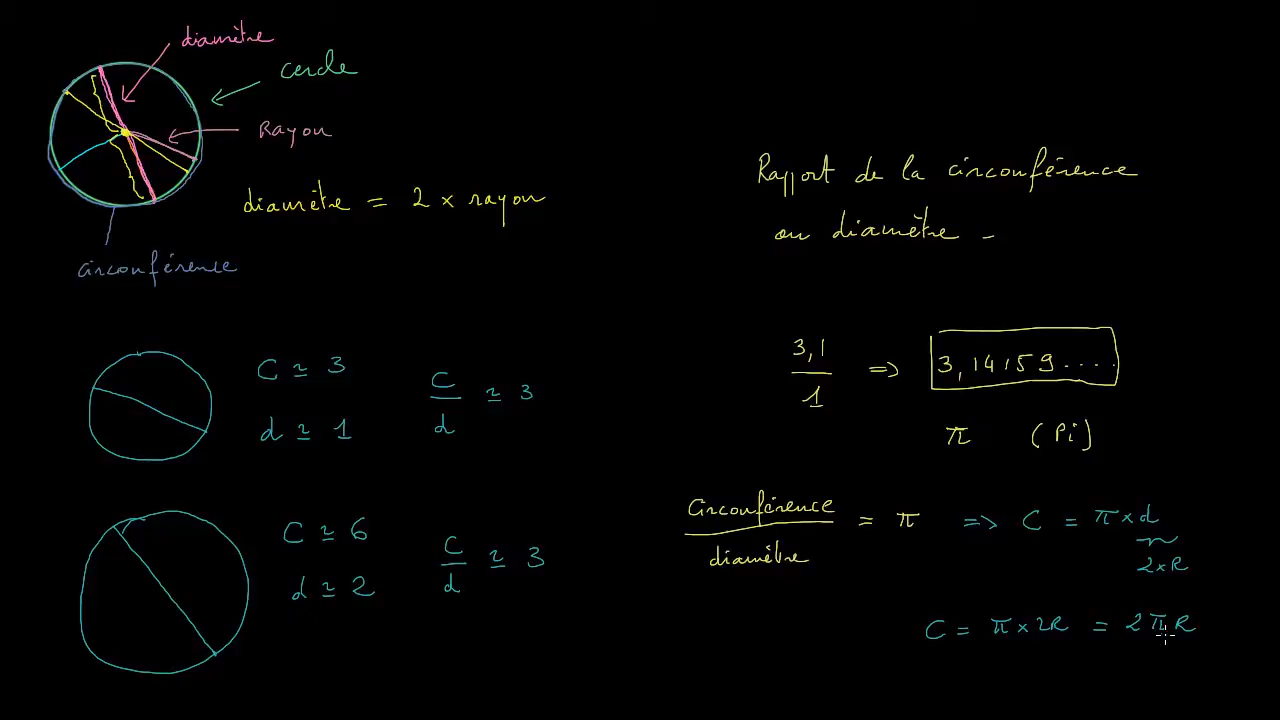 diamètre
cercle
Rayon
diamètre = 2 × rayon
circonférence
Rapport de la circonférence
au diamètre -
C ≃ 3
d ≃ 1
C/d ≃ 3
3,1/1 => 3,14159....
π (Pi)
C ≃ 6
d ≃ 2
C/d ≃ 3
Circonférence/diamètre = π => C = π × d
2×R
C = π × 2R = 2πR